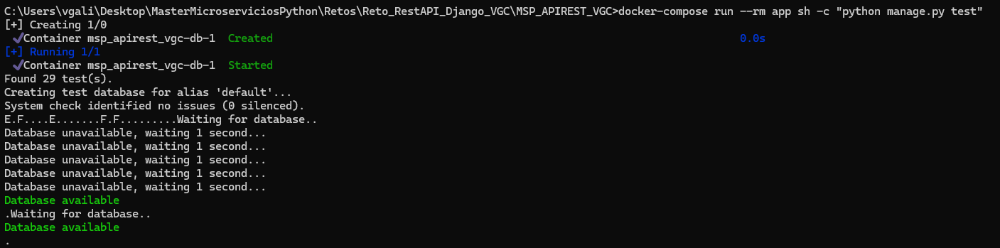 C:\Users\vgali\Desktop\MasterMicroserviciosPython\Retos\Reto_RestAPI_Django_VGC\MSP_APIREST_VGC>docker-compose run --rm app sh -c "python manage.py test"
[+] Creating 1/0
✔Container msp_apirest_vgc-db-1  Created 0.0s
[+] Running 1/1
✔Container msp_apirest_vgc-db-1  Started
Found 29 test(s).
Creating test database for alias 'default'...
System check identified no issues (0 silenced).
E.F....E.......F.F.........Waiting for database..
Database unavailable, waiting 1 second...
Database unavailable, waiting 1 second...
Database unavailable, waiting 1 second...
Database unavailable, waiting 1 second...
Database unavailable, waiting 1 second...
Database available
.Waiting for database..
Database available
.